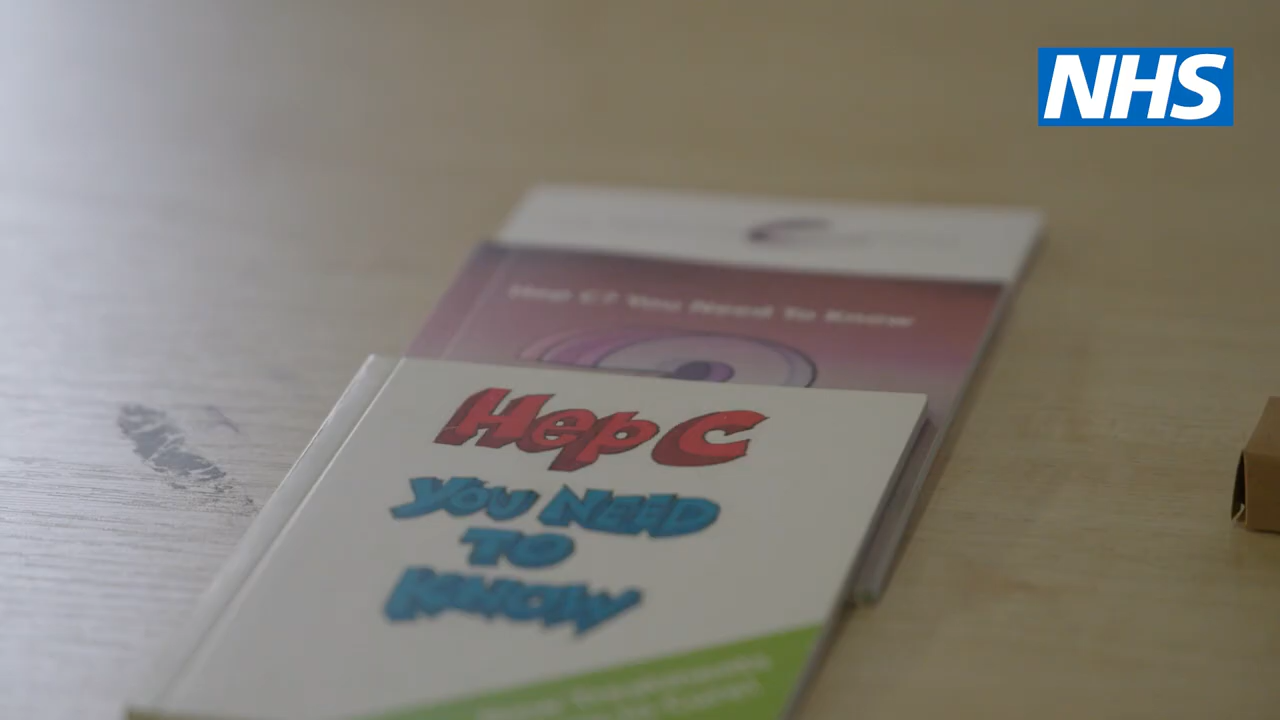 NHS
Hep C? You Need To Know
Hep C
YOU NEED
TO
KNOW